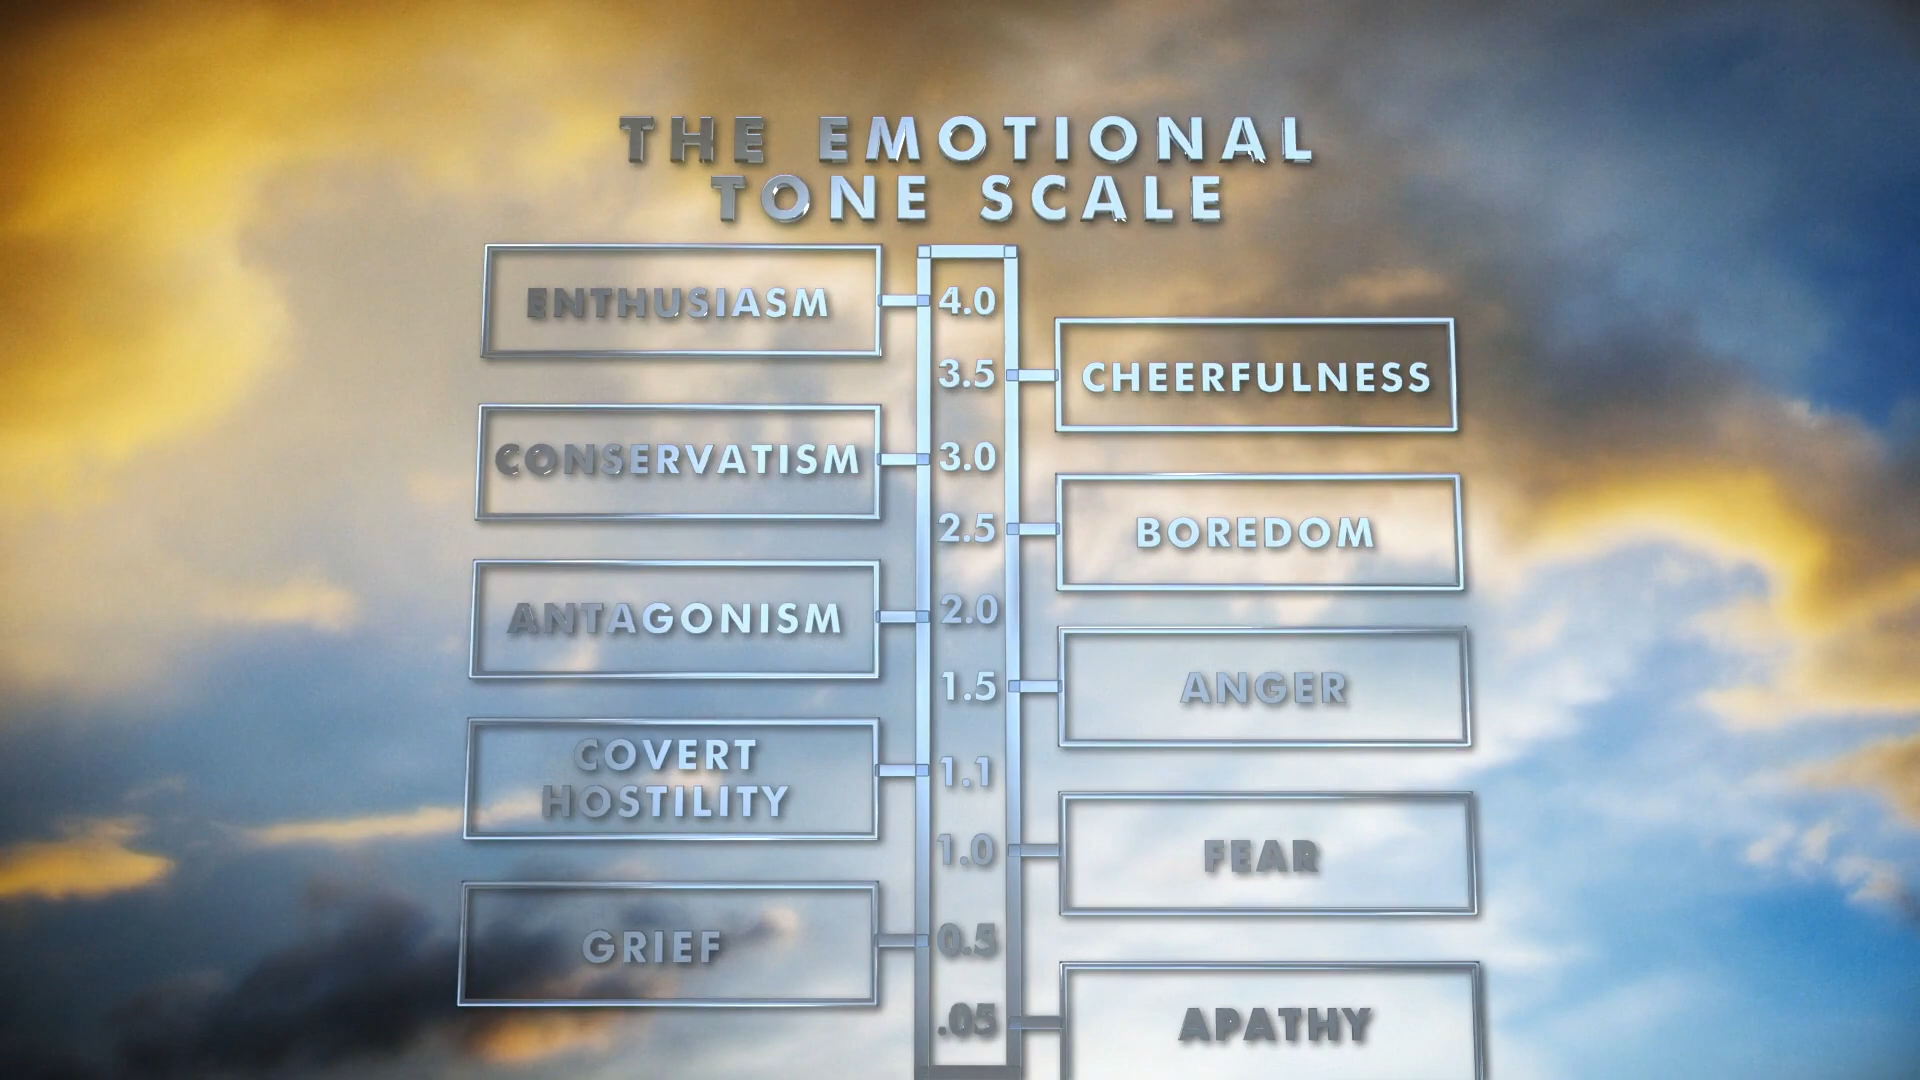 THE EMOTIONAL
TONE SCALE
ENTHUSIASM
4.0
3.5
CHEERFULNESS
CONSERVATISM
3.0
2.5
BOREDOM
ANTAGONISM
2.0
1.5
ANGER
COVERT
HOSTILITY
1.1
1.0
FEAR
GRIEF
0.5
.05
APATHY